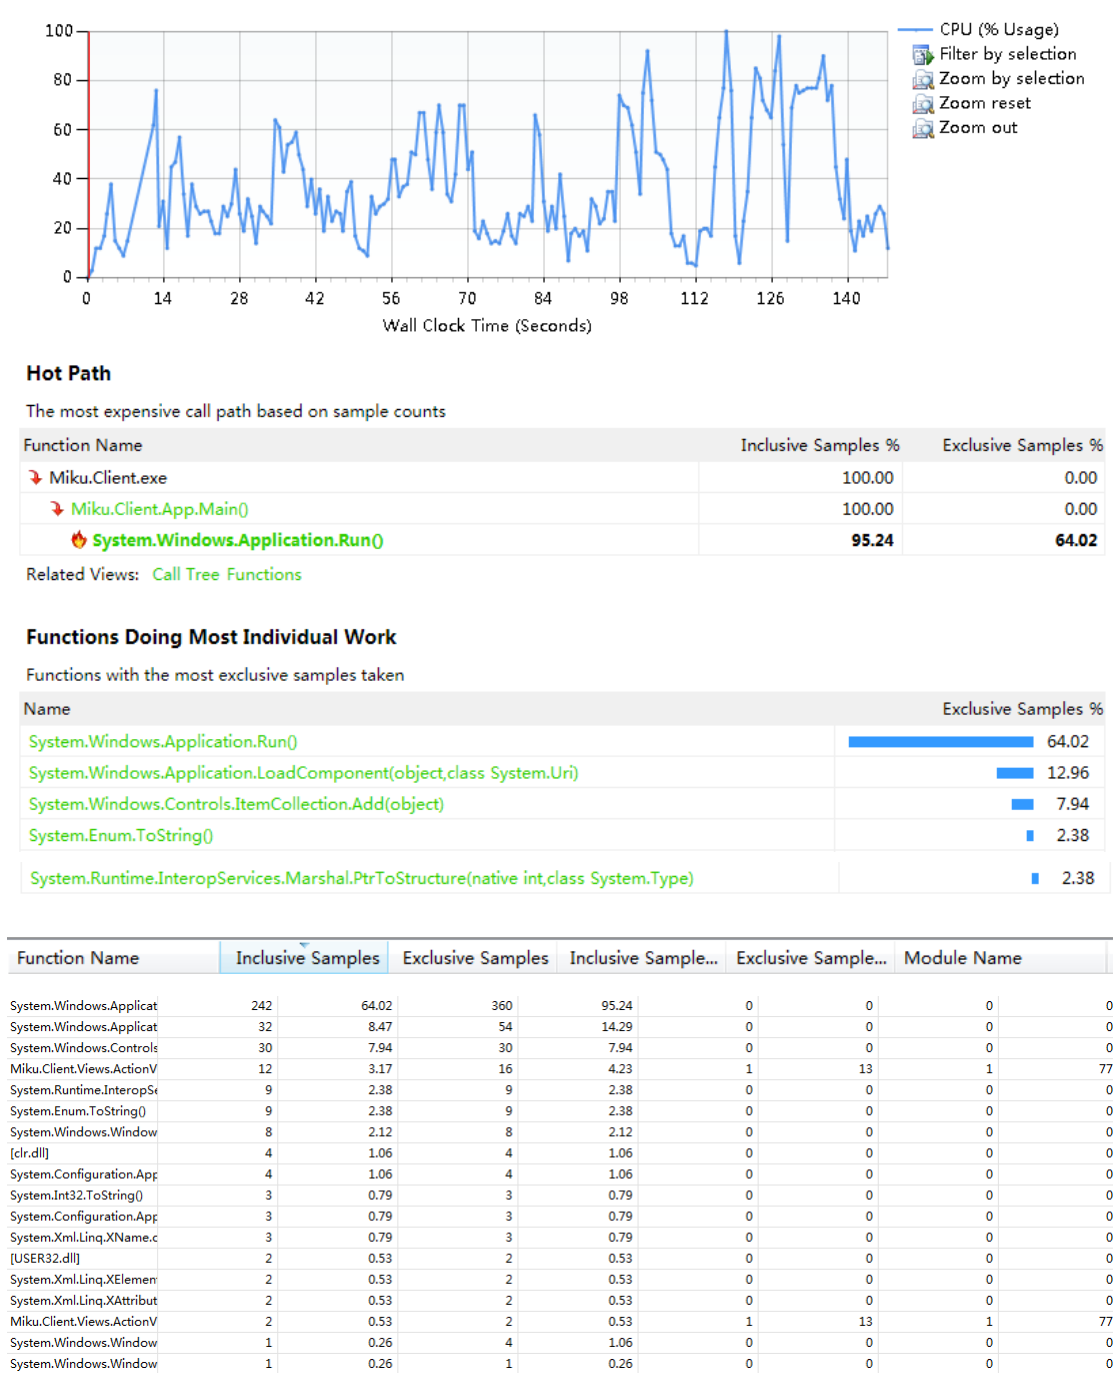 100
80
60
40
20
0
0 14 28 42 56 70 84 98 112 126 140
Wall Clock Time (Seconds)
CPU (% Usage)
Filter by selection
Zoom by selection
Zoom reset
Zoom out
Hot Path
The most expensive call path based on sample counts
Function Name Inclusive Samples % Exclusive Samples %
Miku.Client.exe 100.00 0.00
Miku.Client.App.Main() 100.00 0.00
System.Windows.Application.Run() 95.24 64.02
Related Views: Call Tree Functions
Functions Doing Most Individual Work
Functions with the most exclusive samples taken
Name Exclusive Samples %
System.Windows.Application.Run() 64.02
System.Windows.Application.LoadComponent(object,class System.Uri) 12.96
System.Windows.Controls.ItemCollection.Add(object) 7.94
System.Enum.ToString() 2.38
System.Runtime.InteropServices.Marshal.PtrToStructure(native int,class System.Type) 2.38
Function Name Inclusive Samples Exclusive Samples Inclusive Sample... Exclusive Sample... Module Name
System.Windows.Applicat 242 64.02 360 95.24 0 0 0 0
System.Windows.Applicat 32 8.47 54 14.29 0 0 0 0
System.Windows.Controls 30 7.94 30 7.94 0 0 0 0
Miku.Client.Views.ActionV 12 3.17 16 4.23 1 13 1 77
System.Runtime.InteropSe 9 2.38 9 2.38 0 0 0 0
System.Enum.ToString() 9 2.38 9 2.38 0 0 0 0
System.Windows.Window 8 2.12 8 2.12 0 0 0 0
[clr.dll] 4 1.06 4 1.06 0 0 0 0
System.Configuration.App 4 1.06 4 1.06 0 0 0 0
System.Int32.ToString() 3 0.79 3 0.79 0 0 0 0
System.Configuration.App 3 0.79 3 0.79 0 0 0 0
System.Xml.Linq.XName.c 3 0.79 3 0.79 0 0 0 0
[USER32.dll] 2 0.53 2 0.53 0 0 0 0
System.Xml.Linq.XElemen 2 0.53 2 0.53 0 0 0 0
System.Xml.Linq.XAttribut 2 0.53 2 0.53 0 0 0 0
Miku.Client.Views.ActionV 2 0.53 2 0.53 1 13 1 77
System.Windows.Window 1 0.26 4 1.06 0 0 0 0
System.Windows.Window 1 0.26 1 0.26 0 0 0 0